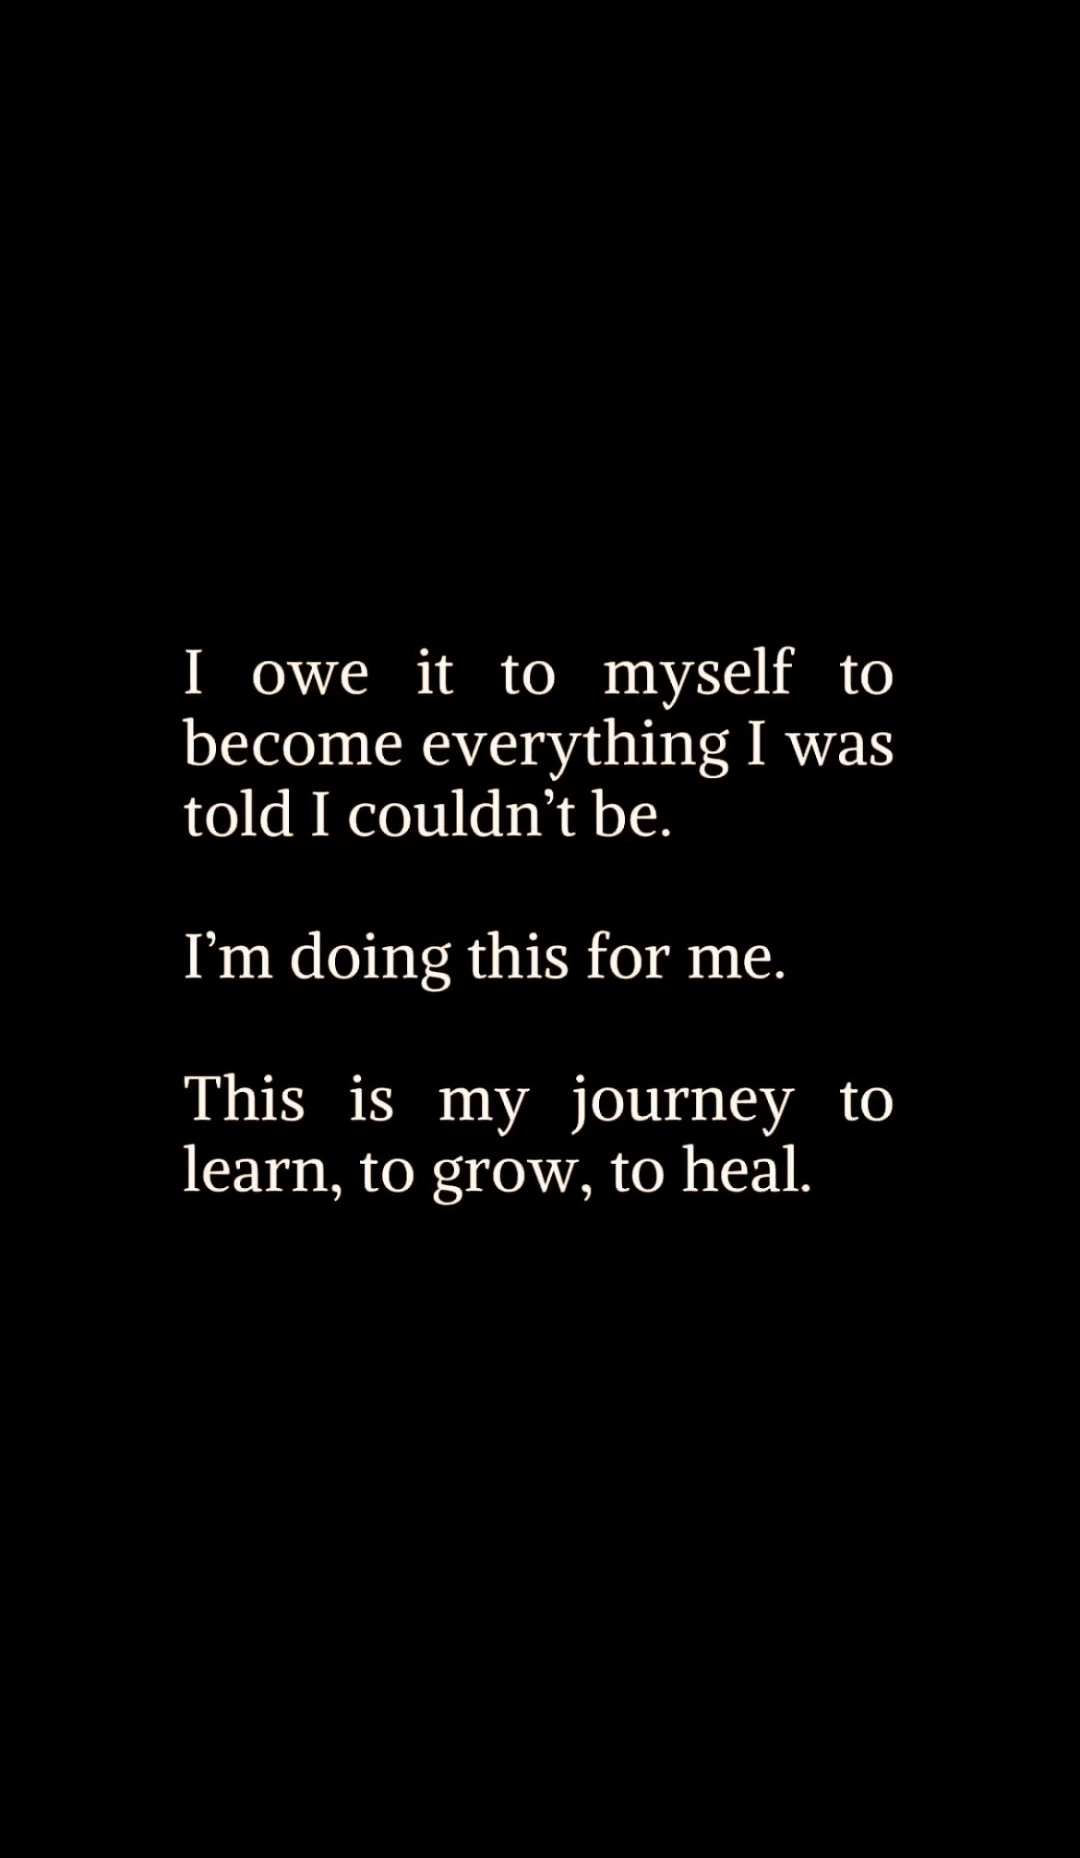 I owe it to myself to
become everything I was
told I couldn’t be.
I’m doing this for me.
This is my journey to
learn, to grow, to heal.